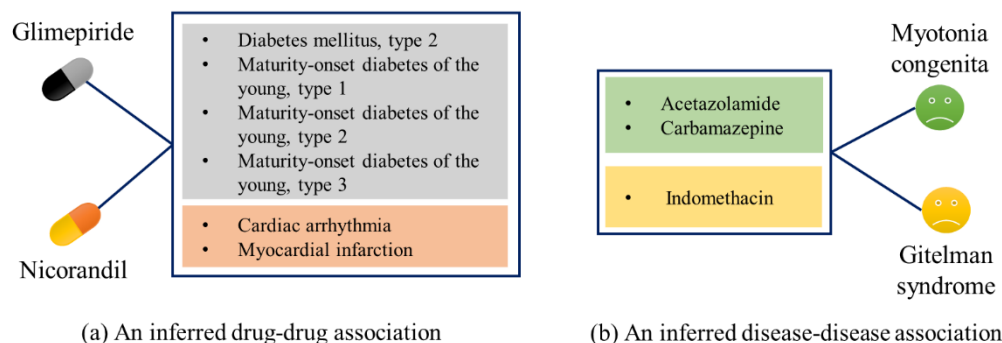 Glimepiride
• Diabetes mellitus, type 2
• Maturity-onset diabetes of the
young, type 1
• Maturity-onset diabetes of the
young, type 2
• Maturity-onset diabetes of the
young, type 3
• Cardiac arrhythmia
• Myocardial infarction
Nicorandil
(a) An inferred drug-drug association
Myotonia
congenita
• Acetazolamide
• Carbamazepine
• Indomethacin
Gitelman
syndrome
(b) An inferred disease-disease association